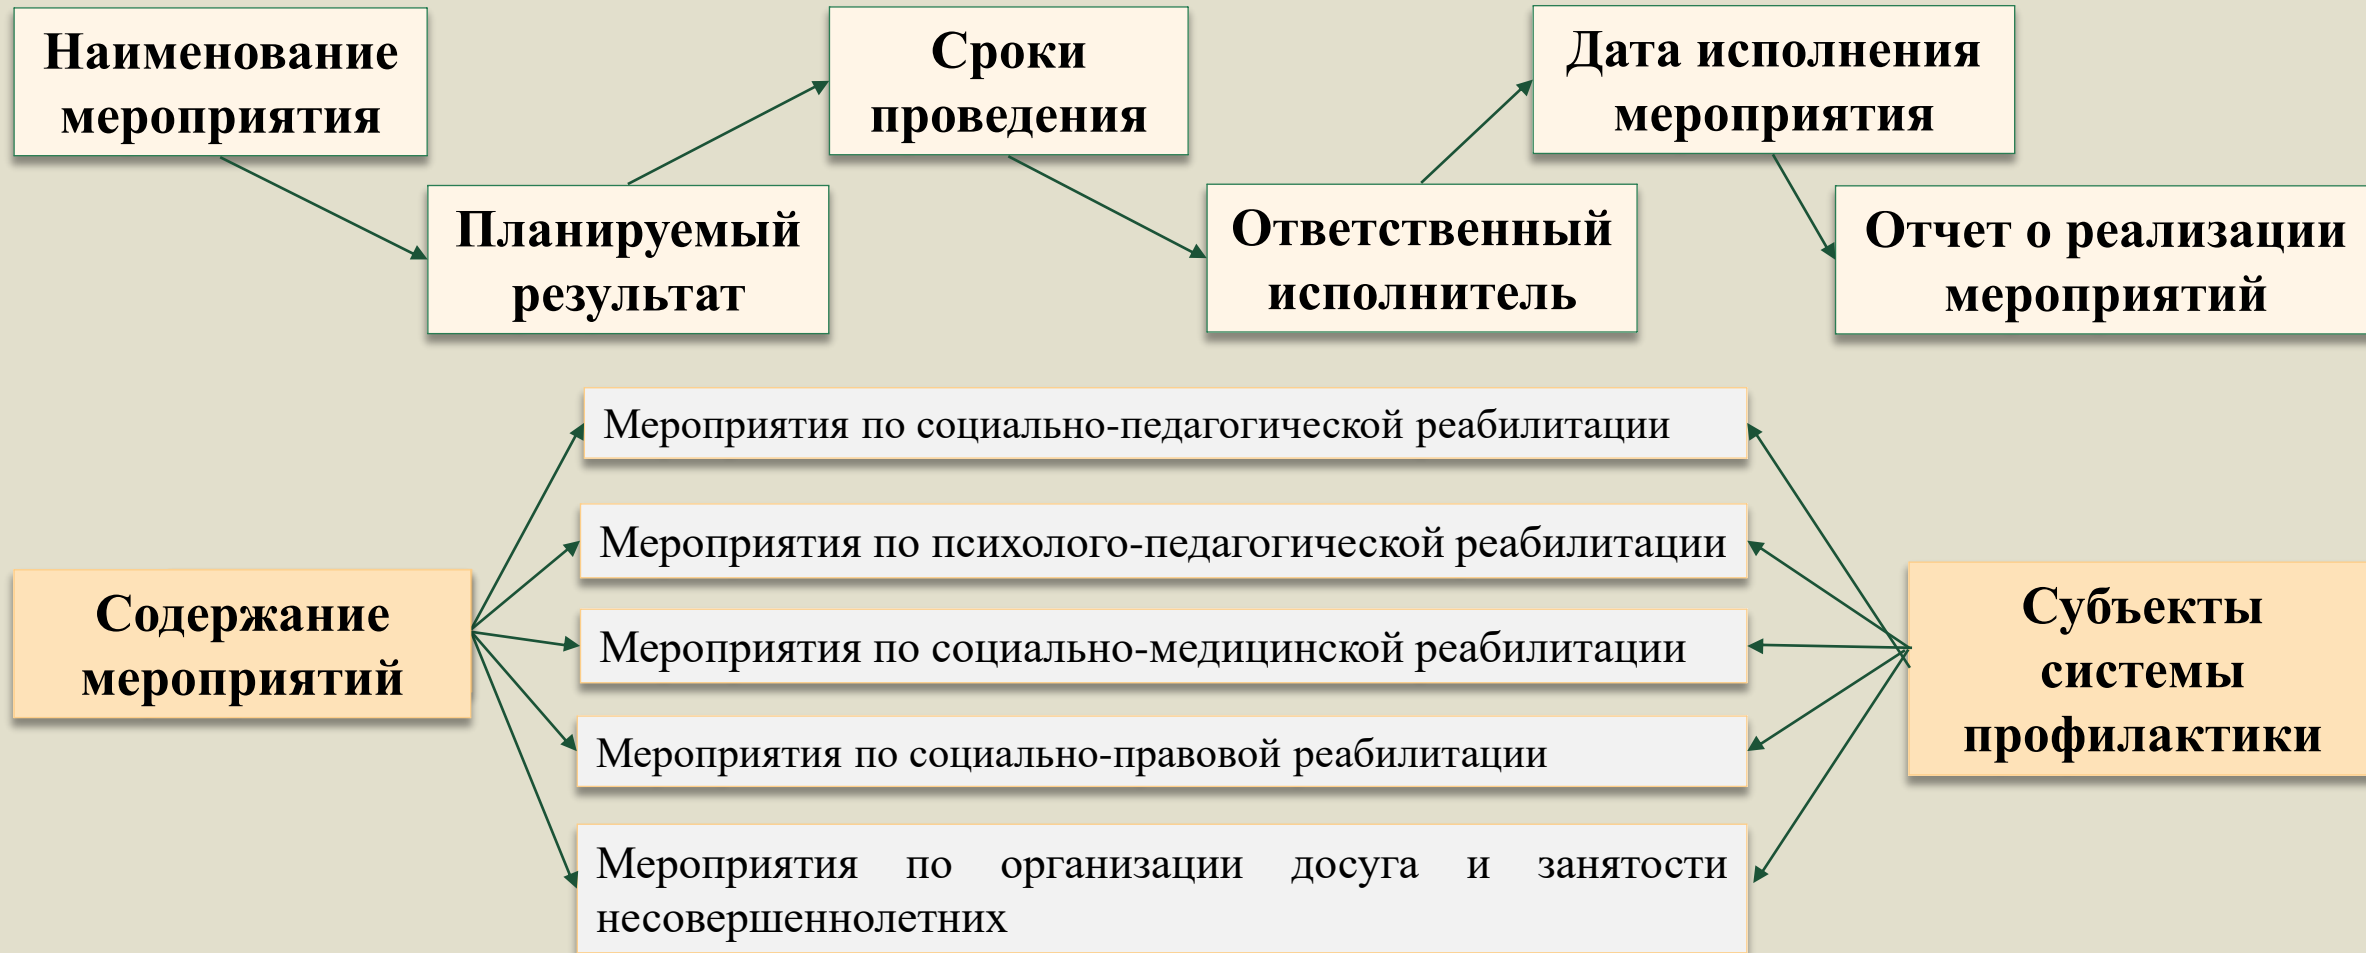 Наименование
мероприятия
Планируемый
результат
Сроки
проведения
Ответственный
исполнитель
Дата исполнения
мероприятия
Отчет о реализации
мероприятий
Содержание
мероприятий
Мероприятия по социально-педагогической реабилитации
Мероприятия по психолого-педагогической реабилитации
Мероприятия по социально-медицинской реабилитации
Мероприятия по социально-правовой реабилитации
Мероприятия по организации досуга и занятости
несовершеннолетних
Субъекты
системы
профилактики